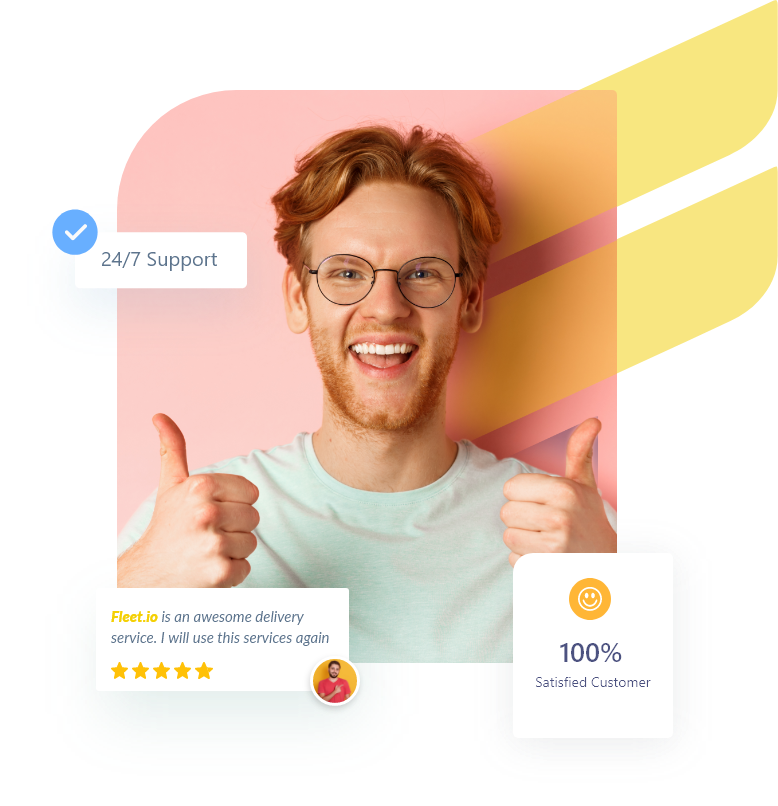 24/7 Support
Fleet.io is an awesome delivery
service. I will use this services again
100%
Satisfied Customer